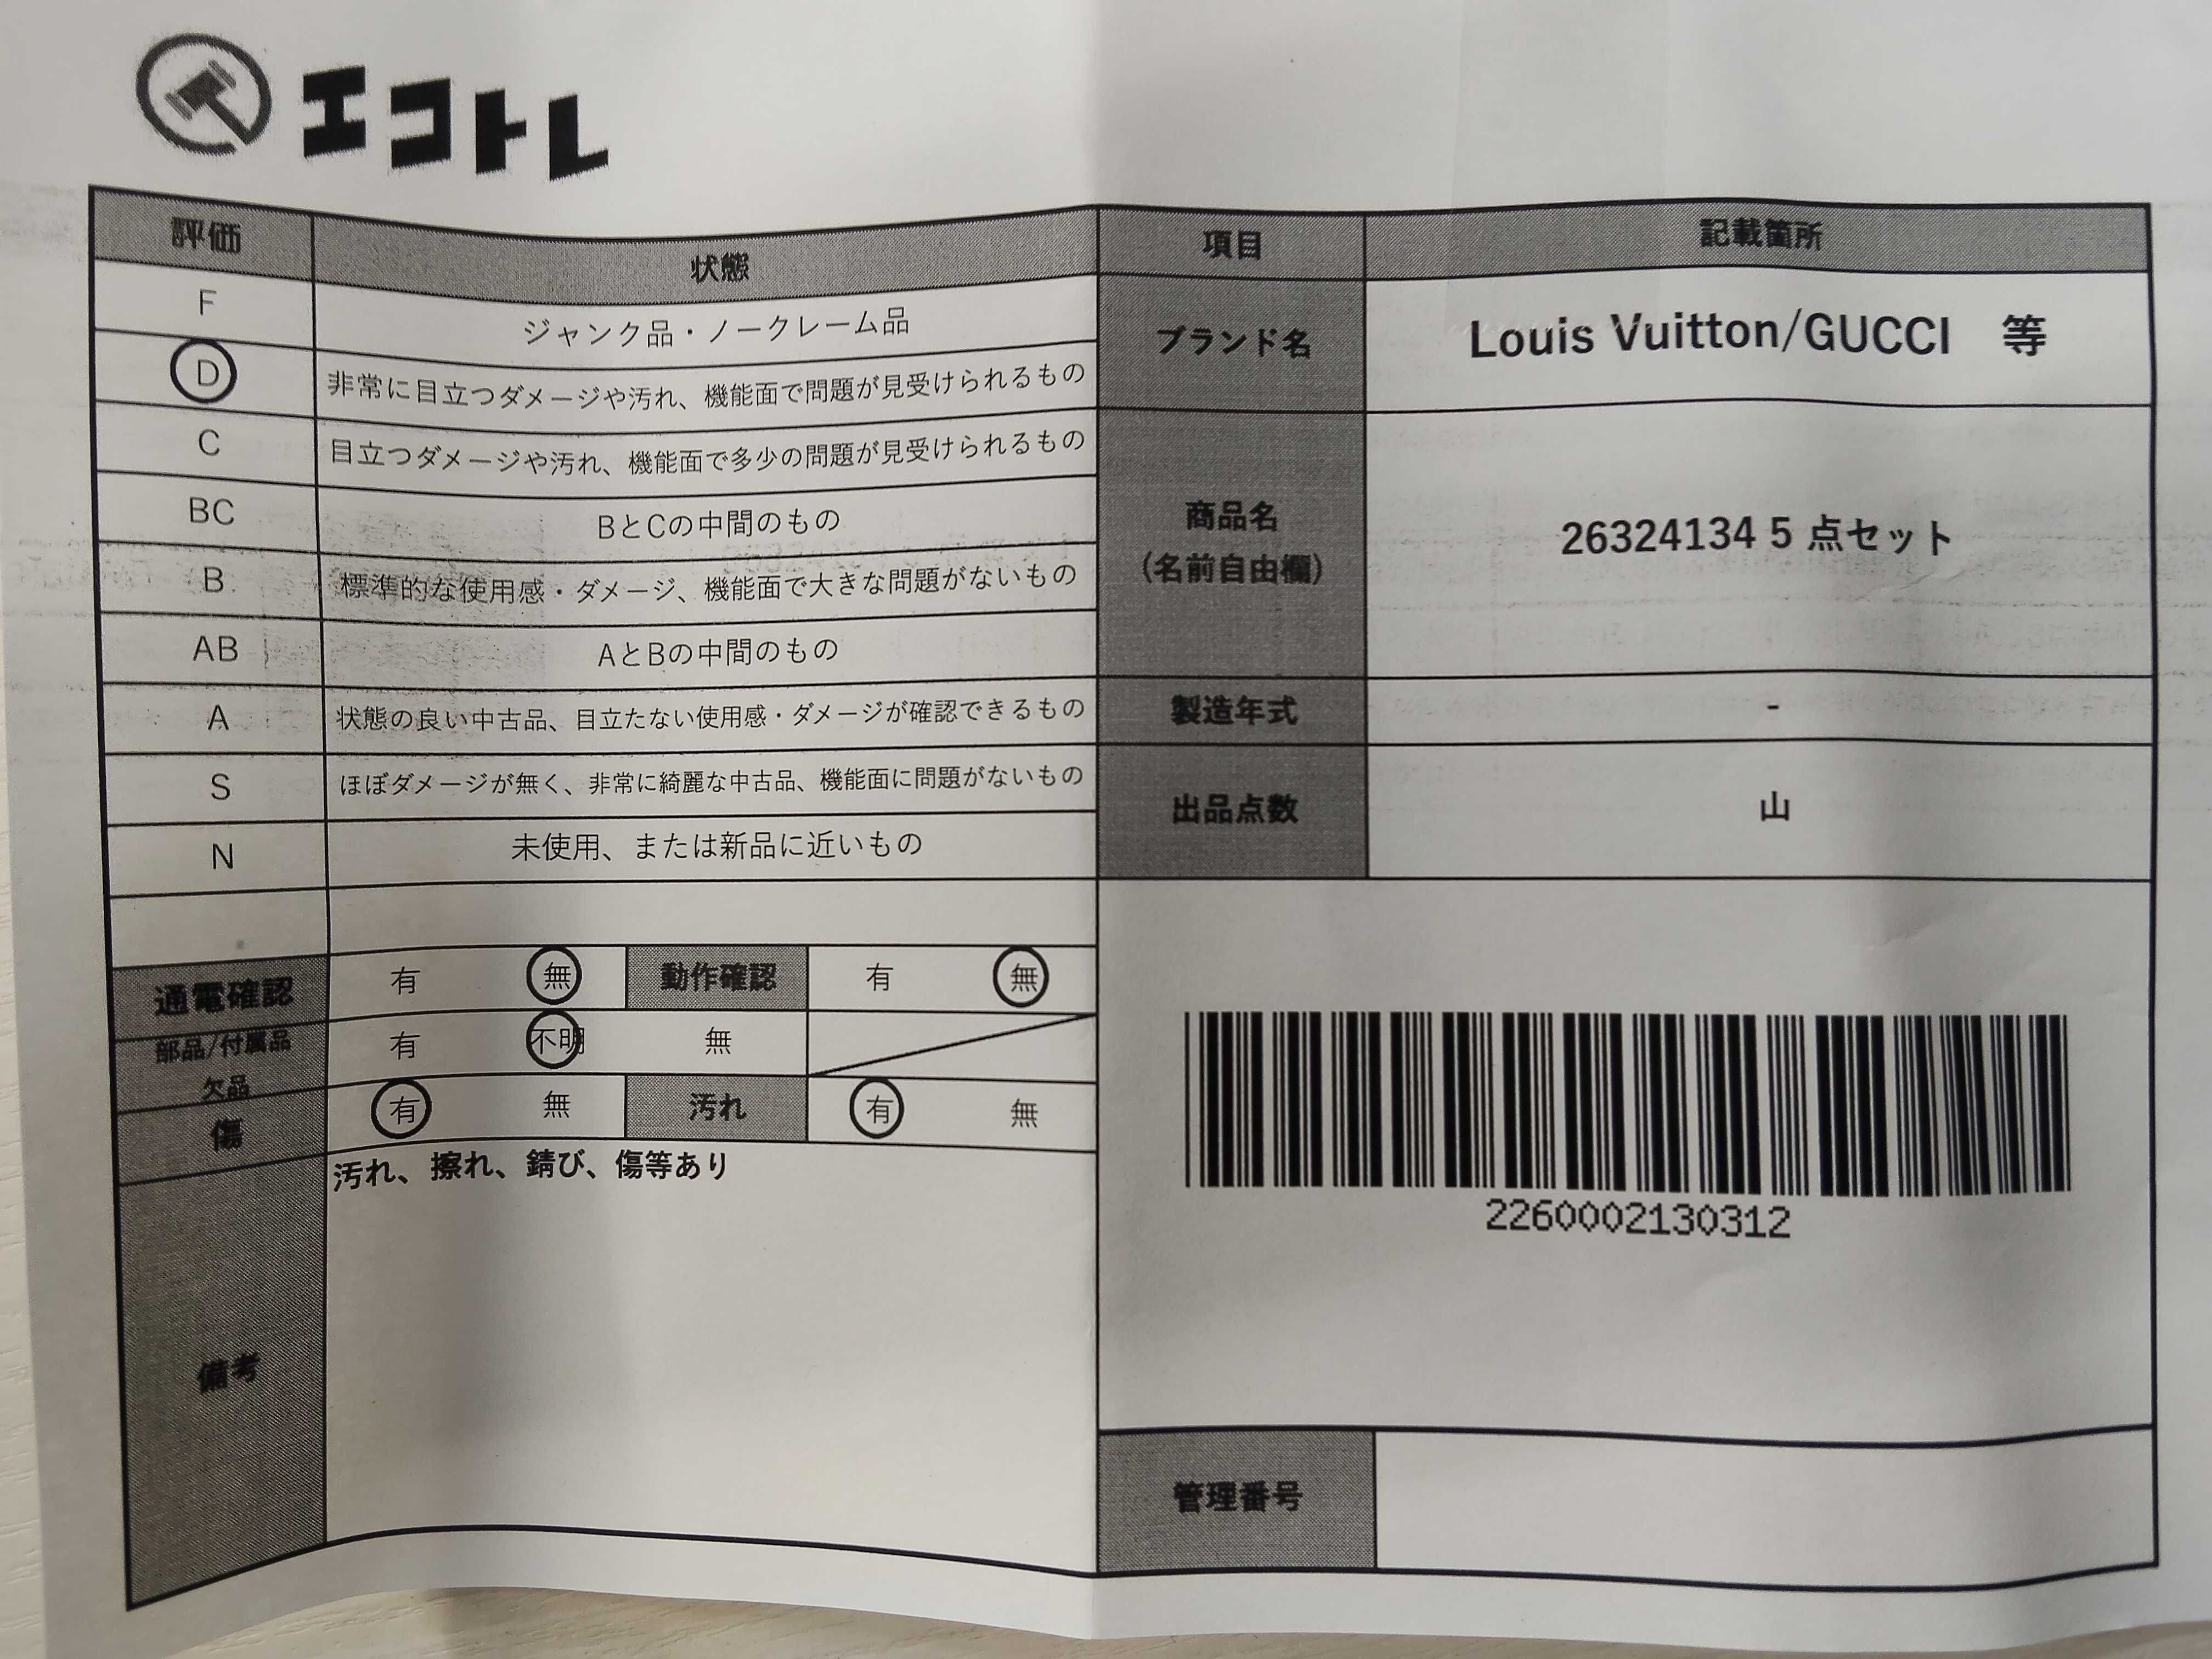 エコトレ
評価 状態
F ジャンク品・ノークレーム品
D 非常に目立つダメージや汚れ、機能面で問題が見受けられるもの
C 目立つダメージや汚れ、機能面で多少の問題が見受けられるもの
BC BとCの中間のもの
B 標準的な使用感・ダメージ、機能面で大きな問題がないもの
AB AとBの中間のもの
A 状態の良い中古品、目立たない使用感・ダメージが確認できるもの
S ほぼダメージが無く、非常に綺麗な中古品、機能面に問題がないもの
N 未使用、または新品に近いもの
通電確認 有 無 動作確認 有 無
部品/付属品
欠品 有 不明 無
傷 有 無 汚れ 有 無
備考 汚れ、擦れ、錆び、傷等あり
項目 記載箇所
ブランド名 Louis Vuitton/GUCCI 等
商品名
(名前自由欄) 26324134 5 点セット
製造年式 -
出品点数 山
2260002130312
管理番号